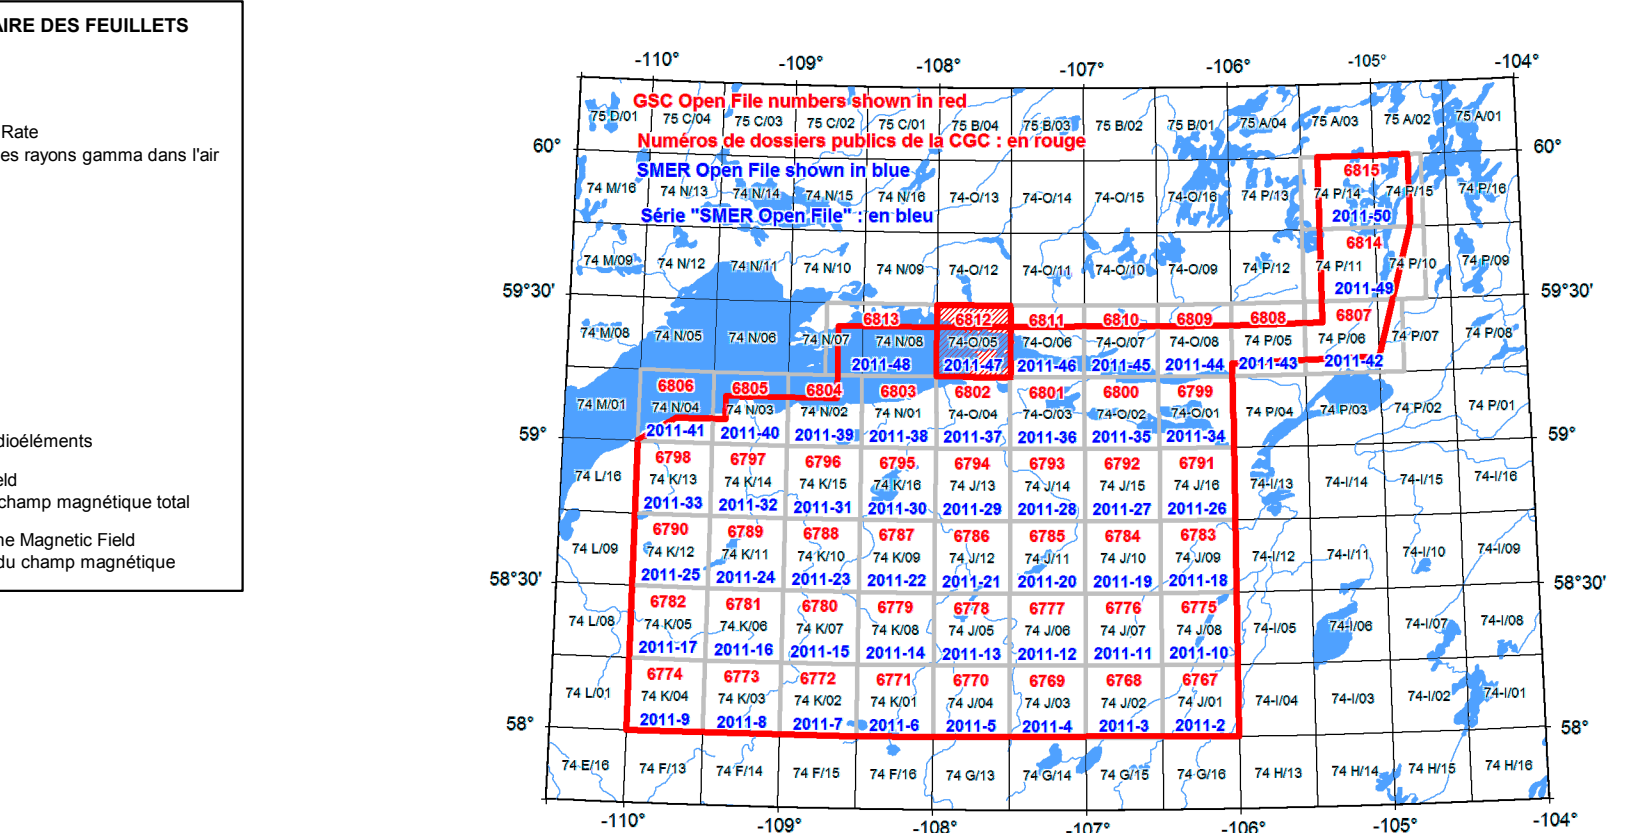 AIRE DES FEUILLETS
Rate
es rayons gamma dans l'air
dioéléments
eld
champ magnétique total
ne Magnetic Field
du champ magnétique
-110° -109° -108° -107° -106° -105° -104°
GSC Open File numbers shown in red
75 D/01 75 C/04 75 C/03 75 C/02 75 C/01 75 B/04 75 B/03 75 B/02 75 B/01 75 A/04 75 A/03 75 A/02 75 A/01
Numéros de dossiers publics de la CGC : en rouge
60° 60°
SMER Open File shown in blue
6815
74 M/16 74 N/13 74 N/14 74 N/15 74 N/16 74-O/13 74-O/14 74-O/15 74-O/16 74 P/13 74 P/14 74 P/15 74 P/16
Série "SMER Open File" : en bleu
2011-50
6814
74 M/09 74 N/12 74 N/11 74 N/10 74 N/09 74-O/12 74-O/11 74-O/10 74-O/09 74 P/12 74 P/11 74 P/10 74 P/09
2011-49
59°30' 59°30'
6813 6812 6811 6810 6809 6808 6807
74 M/08 74 N/05 74 N/06 74 N/07 74 N/08 74-O/05 74-O/06 74-O/07 74-O/08 74 P/05 74 P/06 74 P/07 74 P/08
2011-48 2011-47 2011-46 2011-45 2011-44 2011-43 2011-42
6806 6805 6804 6803 6802 6801 6800 6799
74 M/01 74 N/04 74 N/03 74 N/02 74 N/01 74-O/04 74-O/03 74-O/02 74-O/01 74 P/04 74 P/03 74 P/02 74 P/01
2011-41 2011-40 2011-39 2011-38 2011-37 2011-36 2011-35 2011-34
59° 59°
6798 6797 6796 6795 6794 6793 6792 6791
74 L/16 74 K/13 74 K/14 74 K/15 74 K/16 74 J/13 74 J/14 74 J/15 74 J/16 74-I/13 74-I/14 74-I/15 74-I/16
2011-33 2011-32 2011-31 2011-30 2011-29 2011-28 2011-27 2011-26
6790 6789 6788 6787 6786 6785 6784 6783
74 L/09 74 K/12 74 K/11 74 K/10 74 K/09 74 J/12 74 J/11 74 J/10 74 J/09 74-I/12 74-I/11 74-I/10 74-I/09
2011-25 2011-24 2011-23 2011-22 2011-21 2011-20 2011-19 2011-18
58°30' 58°30'
6782 6781 6780 6779 6778 6777 6776 6775
74 L/08 74 K/05 74 K/06 74 K/07 74 K/08 74 J/05 74 J/06 74 J/07 74 J/08 74-I/05 74-I/06 74-I/07 74-I/08
2011-17 2011-16 2011-15 2011-14 2011-13 2011-12 2011-11 2011-10
6774 6773 6772 6771 6770 6769 6768 6767
74 L/01 74 K/04 74 K/03 74 K/02 74 K/01 74 J/04 74 J/03 74 J/02 74 J/01 74-I/04 74-I/03 74-I/02 74-I/01
2011-9 2011-8 2011-7 2011-6 2011-5 2011-4 2011-3 2011-2
58° 58°
74 E/16 74 F/13 74 F/14 74 F/15 74 F/16 74 G/13 74 G/14 74 G/15 74 G/16 74 H/13 74 H/14 74 H/15 74 H/16
-110° -109° -108° -107° -106° -105° -104°